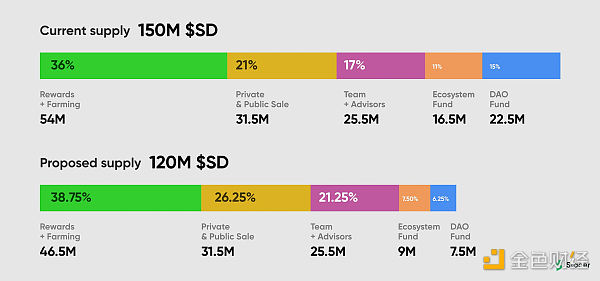 Current supply 150M $SD
36% 21% 17% 11% 15%
Rewards Private Team Ecosystem DAO
+ Farming & Public Sale + Advisors Fund Fund
54M 31.5M 25.5M 16.5M 22.5M
Proposed supply 120M $SD
38.75% 26.25% 21.25% 7.50% 6.25%
Rewards Private Team Ecosystem DAO
+ Farming & Public Sale + Advisors Fund Fund
46.5M 31.5M 25.5M 9M 7.5M
金色财经